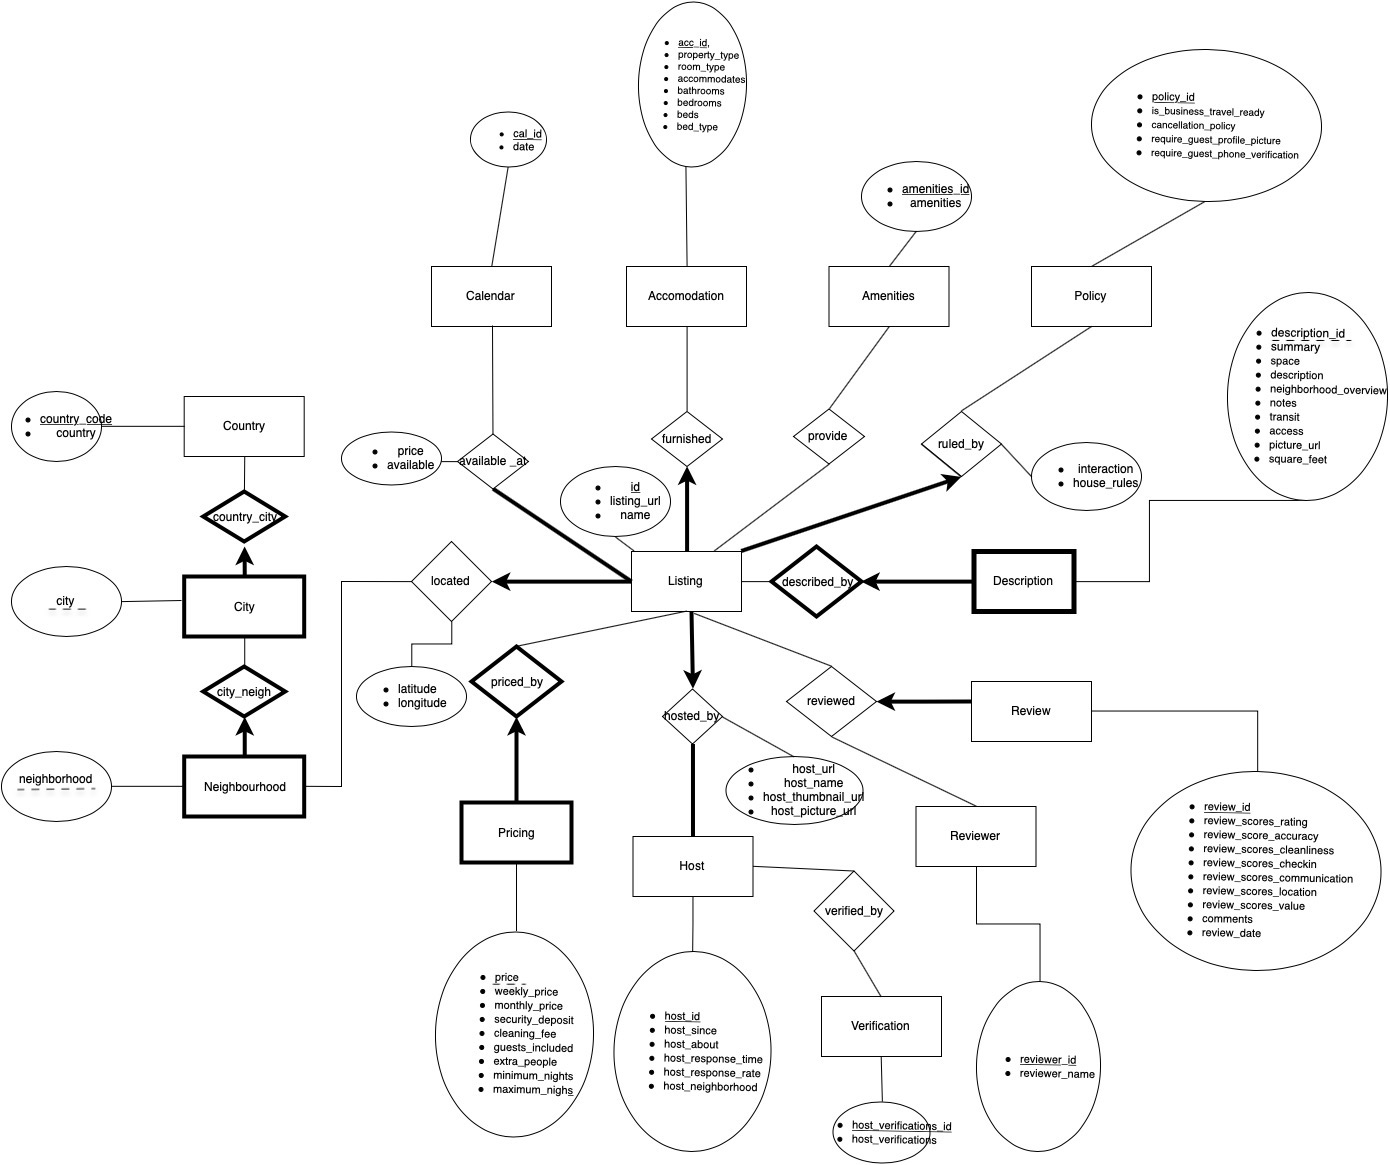 acc_id,
property_type
room_type
accommodates
bathrooms
bedrooms
beds
bed_type
policy_id
is_business_travel_ready
cancellation_policy
require_guest_profile_picture
require_guest_phone_verification
cal_id
date
amenities_id
amenities
Calendar
Accomodation
Amenities
Policy
description_id
summary
space
description
neighborhood_overview
notes
transit
access
picture_url
square_feet
country_code
country
Country
price
available
available _at
furnished
provide
ruled_by
interaction
house_rules
id
listing_url
name
country_city
city
City
located
Listing
described_by
Description
latitude
longitude
city_neigh
priced_by
hosted_by
reviewed
Review
neighborhood
Neighbourhood
host_url
host_name
host_thumbnail_url
host_picture_url
Pricing
Host
Reviewer
review_id
review_scores_rating
review_score_accuracy
review_scores_cleanliness
review_scores_checkin
review_scores_communication
review_scores_location
review_scores_value
comments
review_date
verified_by
price
weekly_price
monthly_price
security_deposit
cleaning_fee
guests_included
extra_people
minimum_nights
maximum_nighs
host_id
host_since
host_about
host_response_time
host_response_rate
host_neighborhood
Verification
reviewer_id
reviewer_name
host_verifications_id
host_verifications